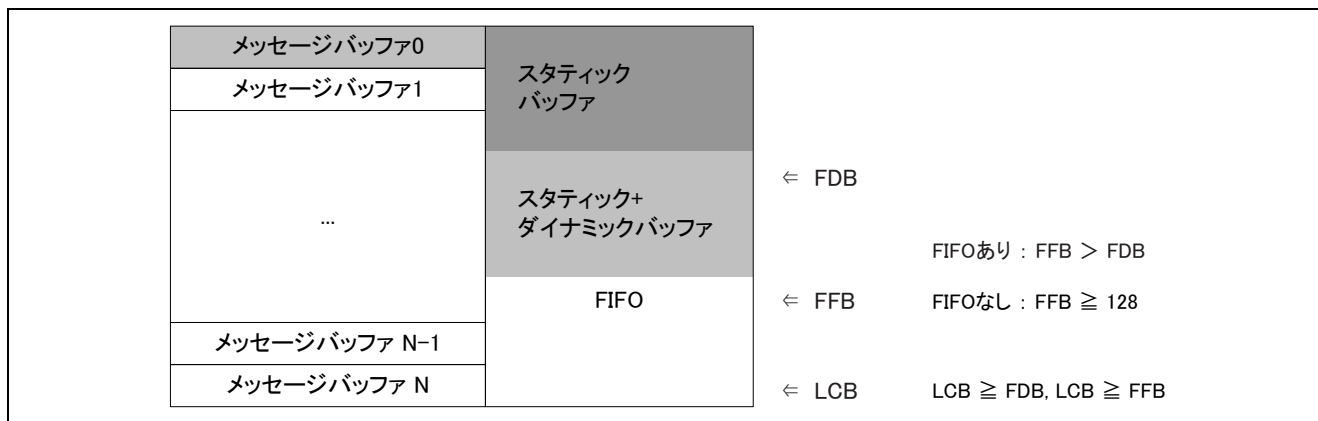 メッセージバッファ0
メッセージバッファ1
...
メッセージバッファ N-1
メッセージバッファ N
スタティック
バッファ
スタティック+
ダイナミックバッファ
FIFO
⇐ FDB
FIFOあり : FFB > FDB
⇐ FFB FIFOなし : FFB ≧ 128
⇐ LCB LCB ≧ FDB, LCB ≧ FFB